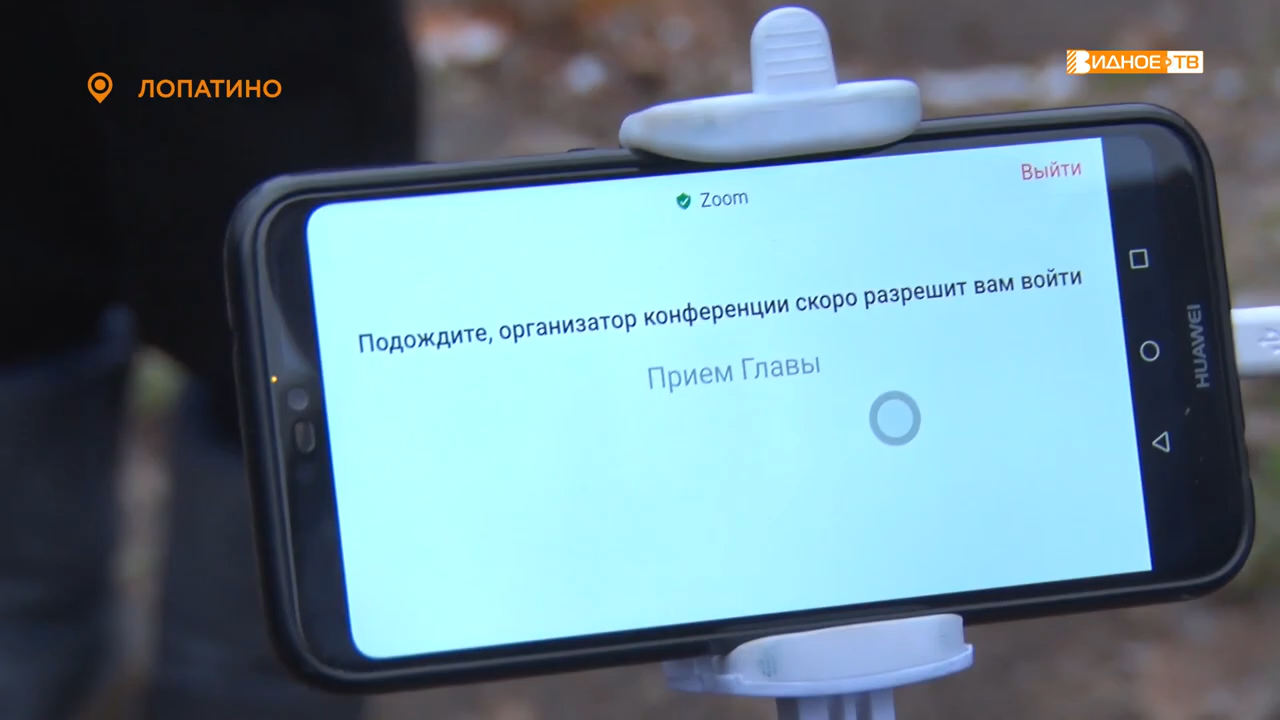 ЛОПАТИНО
ВИДНОЕ ТВ
Выйти
Zoom
Подождите, организатор конференции скоро разрешит вам войти
Прием Главы
HUAWEI